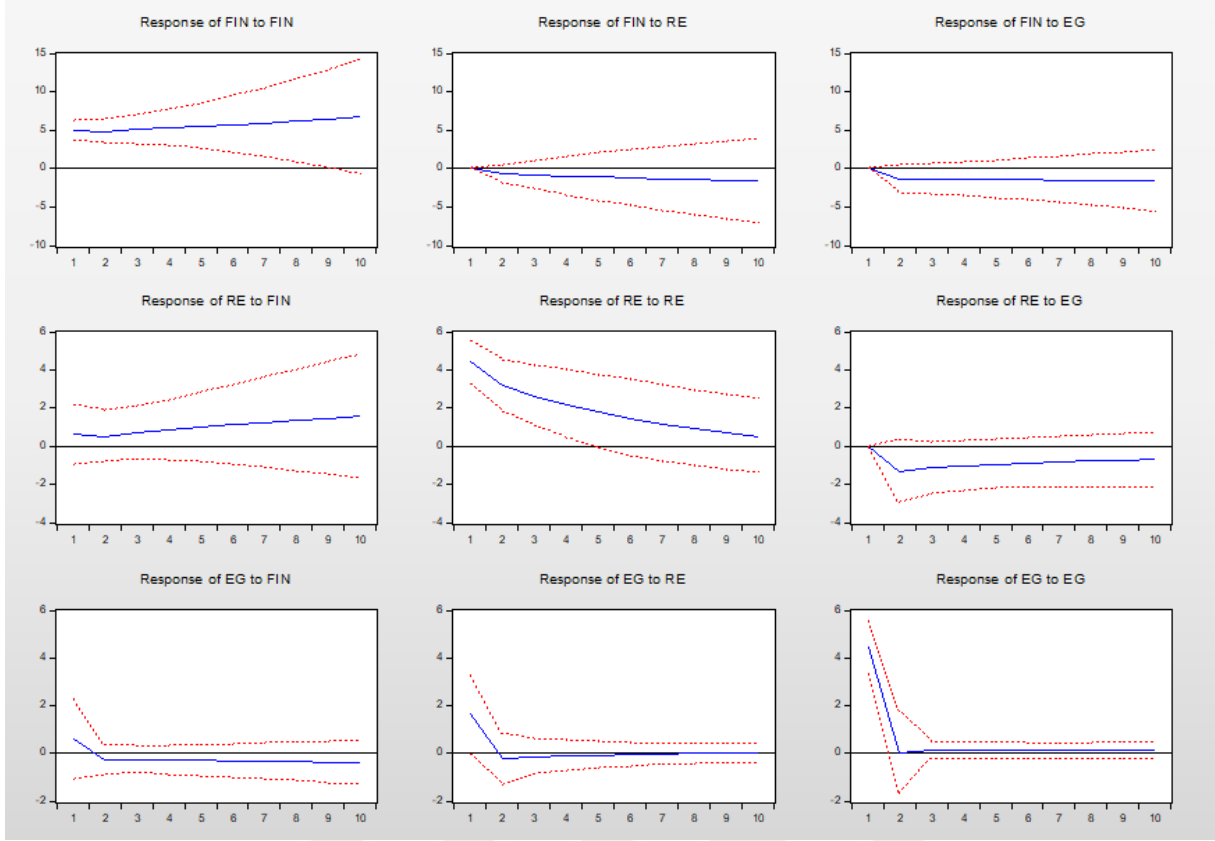 Response of FIN to FIN
Response of FIN to RE
Response of FIN to EG
15
10
5
0
-5
-10
1 2 3 4 5 6 7 8 9 10
15
10
5
0
-5
-10
1 2 3 4 5 6 7 8 9 10
15
10
5
0
-5
-10
1 2 3 4 5 6 7 8 9 10
Response of RE to FIN
Response of RE to RE
Response of RE to EG
6
4
2
0
-2
-4
1 2 3 4 5 6 7 8 9 10
6
4
2
0
-2
-4
1 2 3 4 5 6 7 8 9 10
6
4
2
0
-2
-4
1 2 3 4 5 6 7 8 9 10
Response of EG to FIN
Response of EG to RE
Response of EG to EG
6
4
2
0
-2
1 2 3 4 5 6 7 8 9 10
6
4
2
0
-2
1 2 3 4 5 6 7 8 9 10
6
4
2
0
-2
1 2 3 4 5 6 7 8 9 10